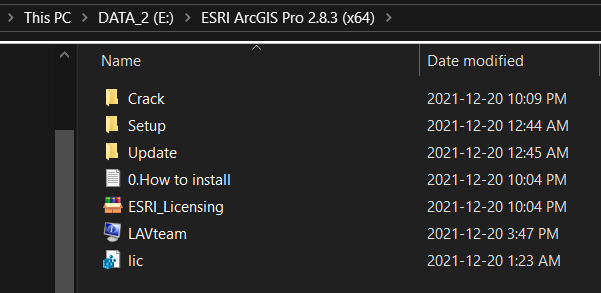 This PC > DATA_2 (E:) > ESRI ArcGIS Pro 2.8.3 (x64) >
Name Date modified
Crack 2021-12-20 10:09 PM
Setup 2021-12-20 12:44 AM
Update 2021-12-20 12:45 AM
0.How to install 2021-12-20 10:04 PM
ESRI_Licensing 2021-12-20 10:04 PM
LAVteam 2021-12-20 3:47 PM
lic 2021-12-20 1:23 AM